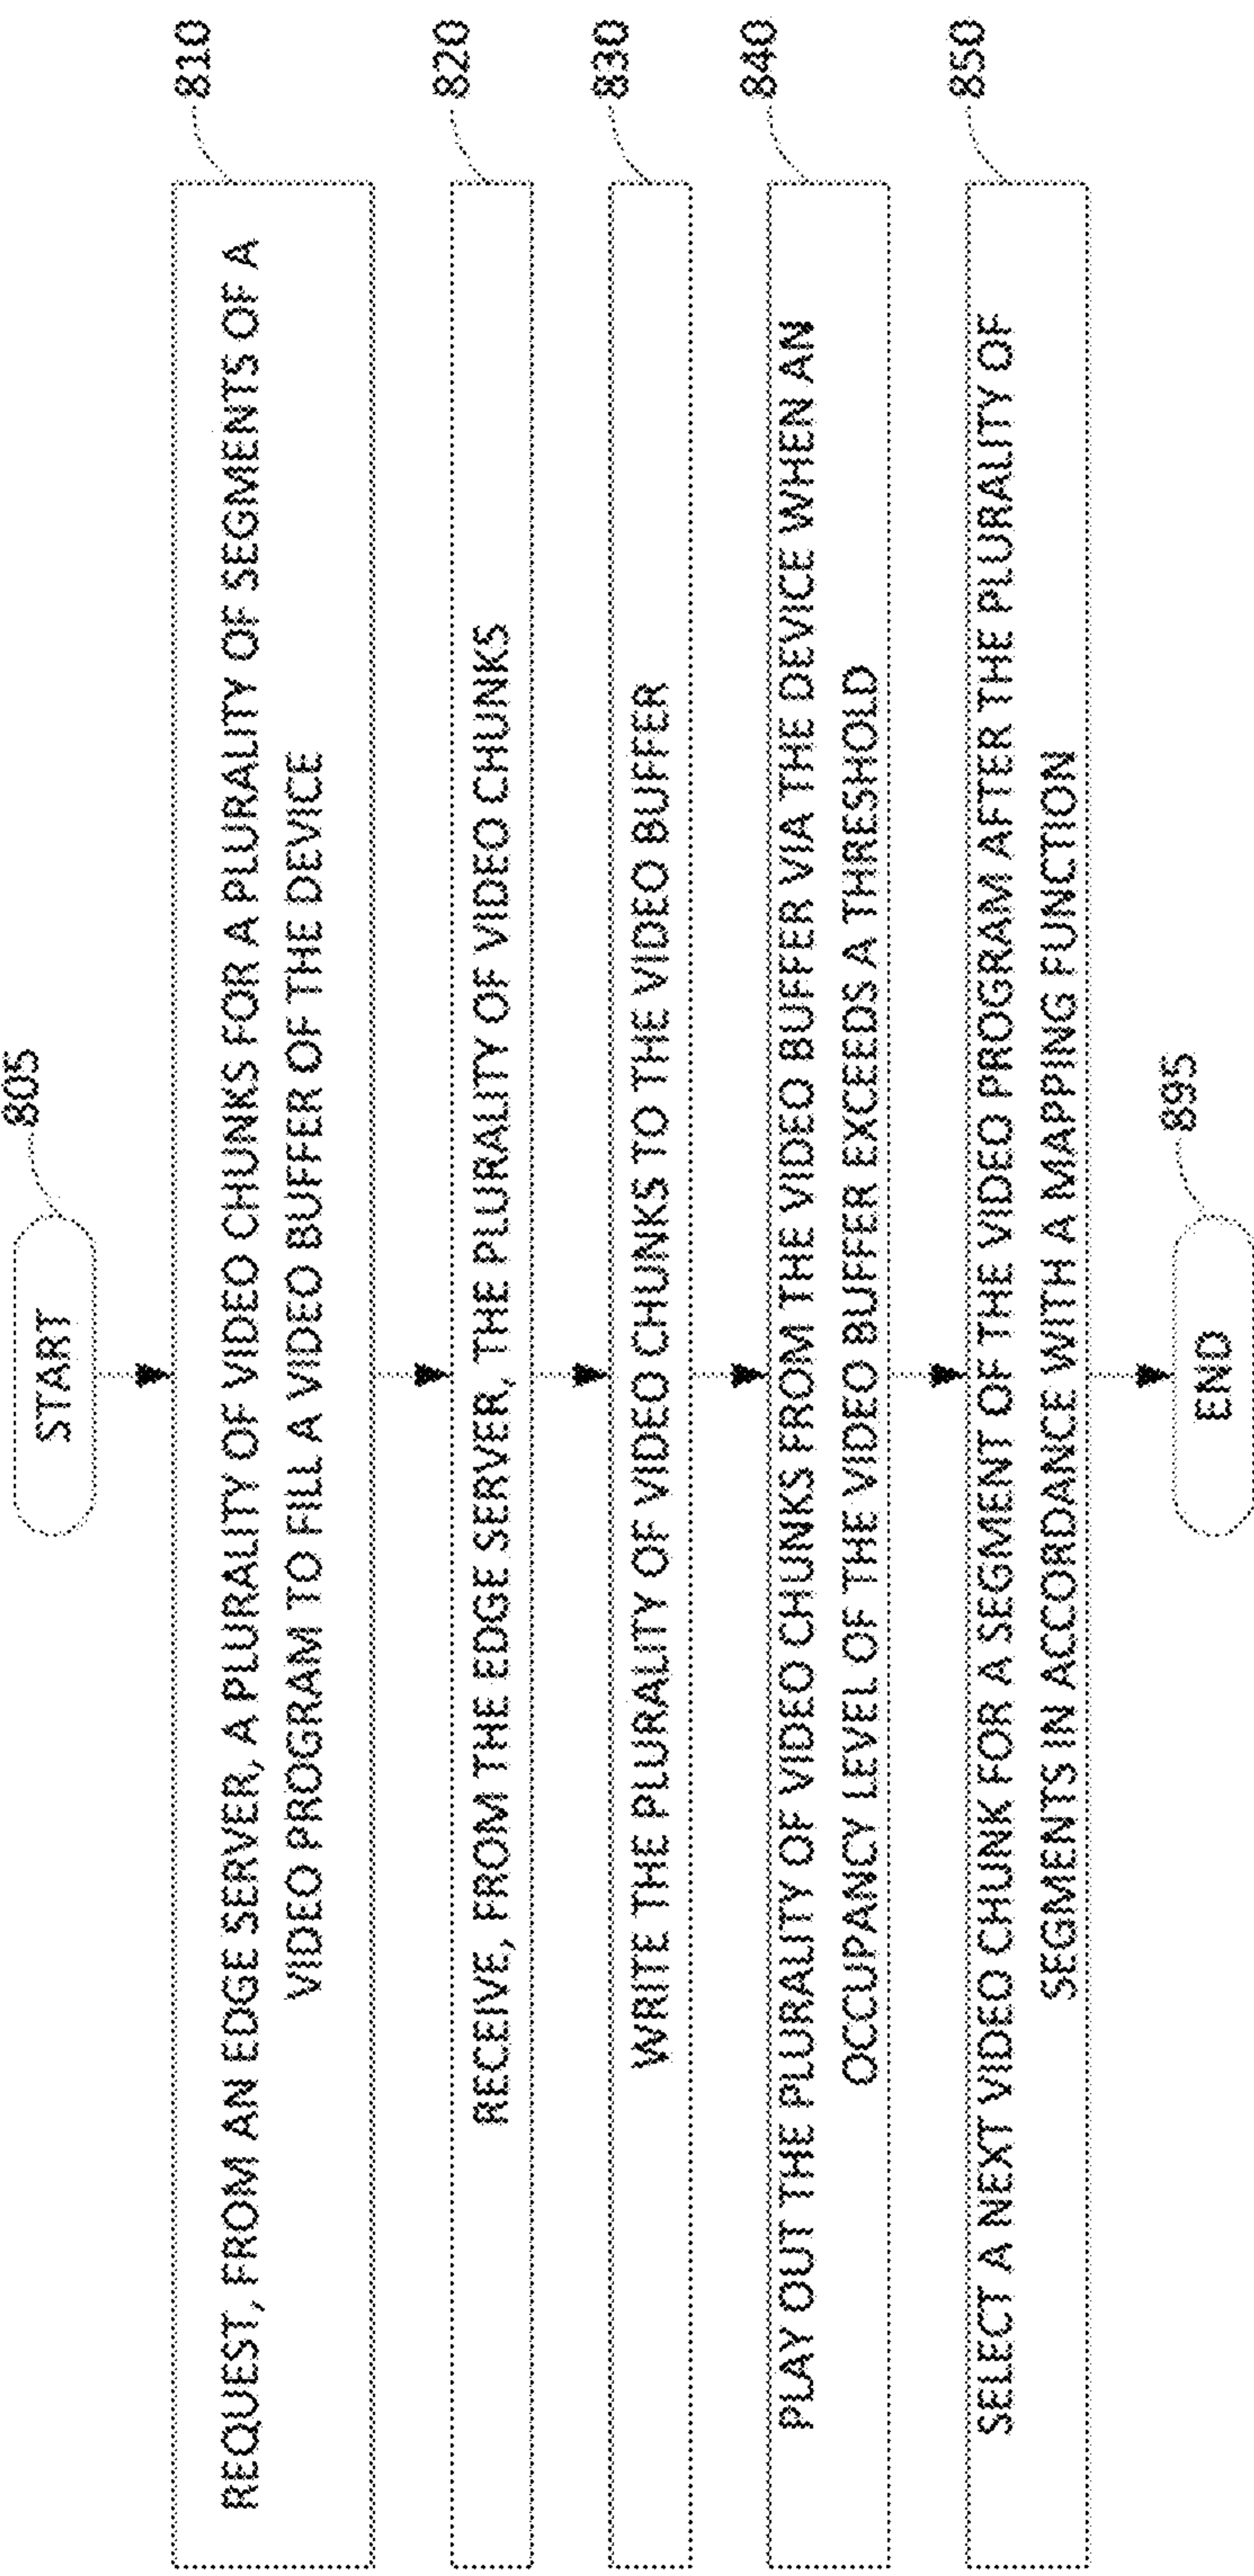 805
START
810
REQUEST, FROM AN EDGE SERVER, A PLURALITY OF VIDEO CHUNKS FOR A PLURALITY OF SEGMENTS OF A
VIDEO PROGRAM TO FILL A VIDEO BUFFER OF THE DEVICE
820
RECEIVE, FROM THE EDGE SERVER, THE PLURALITY OF VIDEO CHUNKS
830
WRITE THE PLURALITY OF VIDEO CHUNKS TO THE VIDEO BUFFER
840
PLAY OUT THE PLURALITY OF VIDEO CHUNKS FROM THE VIDEO BUFFER VIA THE DEVICE WHEN AN
OCCUPANCY LEVEL OF THE VIDEO BUFFER EXCEEDS A THRESHOLD
850
SELECT A NEXT VIDEO CHUNK FOR A SEGMENT OF THE VIDEO PROGRAM AFTER THE PLURALITY OF
SEGMENTS IN ACCORDANCE WITH A MAPPING FUNCTION
895
END